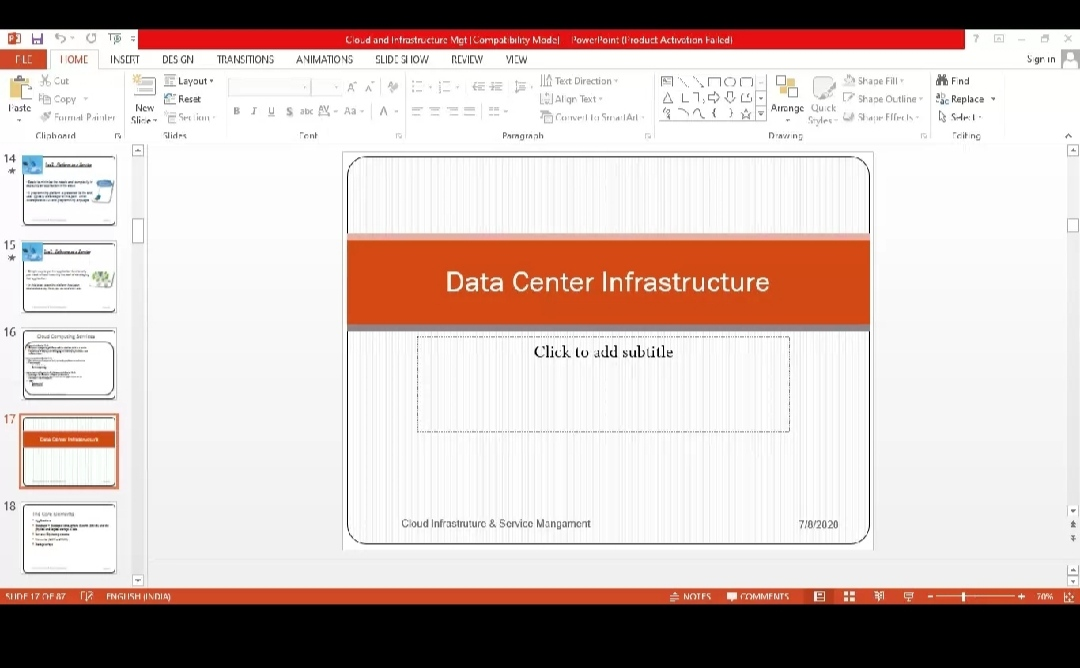 Cloud and Infrastructure Mgt [Compatibility Mode] - PowerPoint (Product Activation Failed)
FILE HOME INSERT DESIGN TRANSITIONS ANIMATIONS SLIDE SHOW REVIEW VIEW Sign in
Cut
Copy
Format Painter
Paste
Clipboard
New Slide
Layout
Reset
Section
Slides
B I U S abc AV Aa A
Font
Text Direction
Align Text
Convert to SmartArt
Paragraph
Arrange
Quick Styles
Shape Fill
Shape Outline
Shape Effects
Drawing
Find
Replace
Select
Editing
14
15
16
Cloud Computing Services
17
Data Center Infrastructure
18
Data Center Infrastructure
Click to add subtitle
Cloud Infrastruture & Service Mangament 7/8/2020
SLIDE 17 OF 87 ENGLISH (INDIA) NOTES COMMENTS 70%